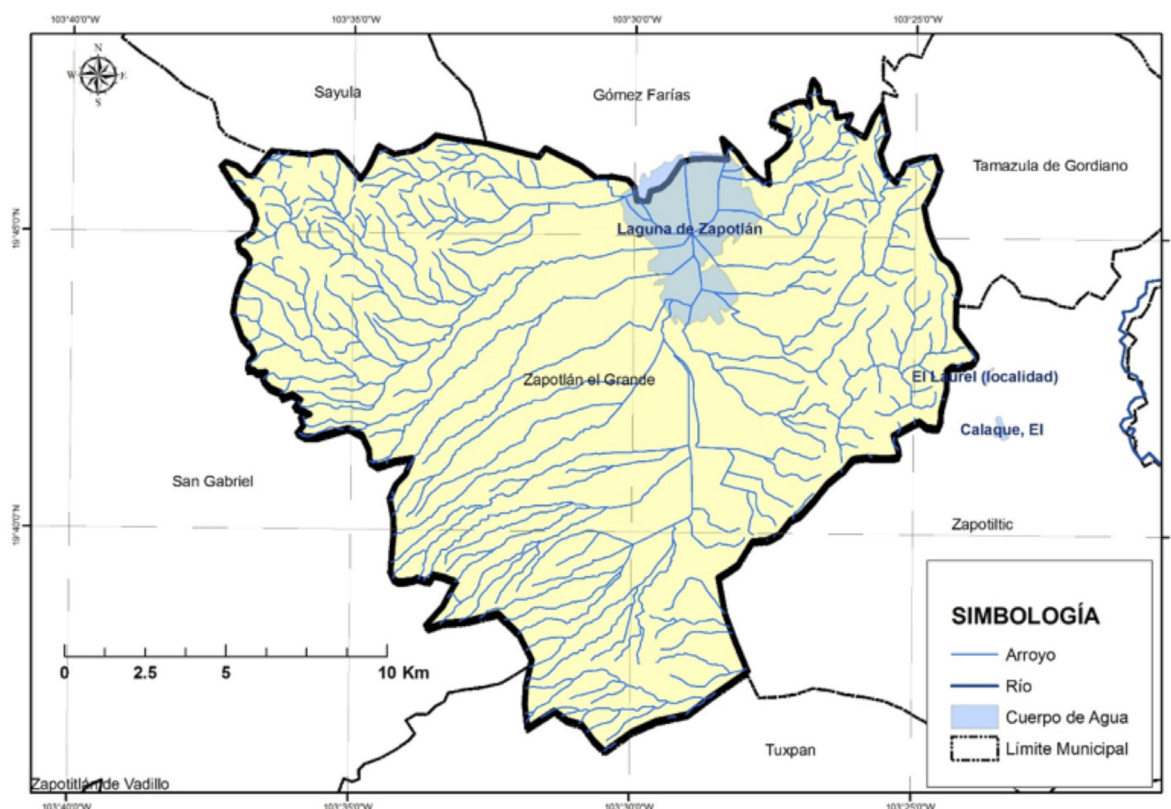 103°40'0"W
103°35'0"W
103°30'0"W
103°25'0"W
N
W E
S
Sayula
Gómez Farías
Tamazula de Gordiano
19°45'0"N
Laguna de Zapotlán
El Laurel (localidad)
Zapotlán el Grande
Calaque, El
San Gabriel
19°40'0"N
Zapotiltic
SIMBOLOGÍA
Arroyo
Río
Cuerpo de Agua
Límite Municipal
0 2.5 5 10 Km
Tuxpan
Zapotitlán de Vadillo
103°40'0"W
103°35'0"W
103°30'0"W
103°25'0"W